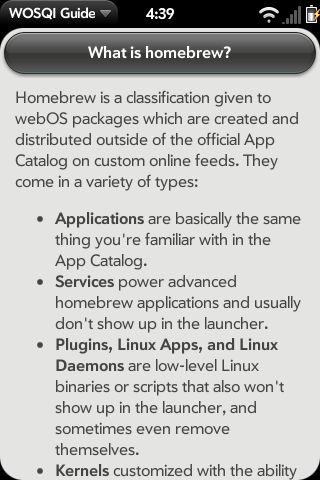 WOSQI Guide 4:39
What is homebrew?
Homebrew is a classification given to
webOS packages which are created and
distributed outside of the official App
Catalog on custom online feeds. They
come in a variety of types:
• Applications are basically the same
thing you're familiar with in the
App Catalog.
• Services power advanced
homebrew applications and usually
don't show up in the launcher.
• Plugins, Linux Apps, and Linux
Daemons are low-level Linux
binaries or scripts that also won't
show up in the launcher, and
sometimes even remove
themselves.
• Kernels customized with the ability